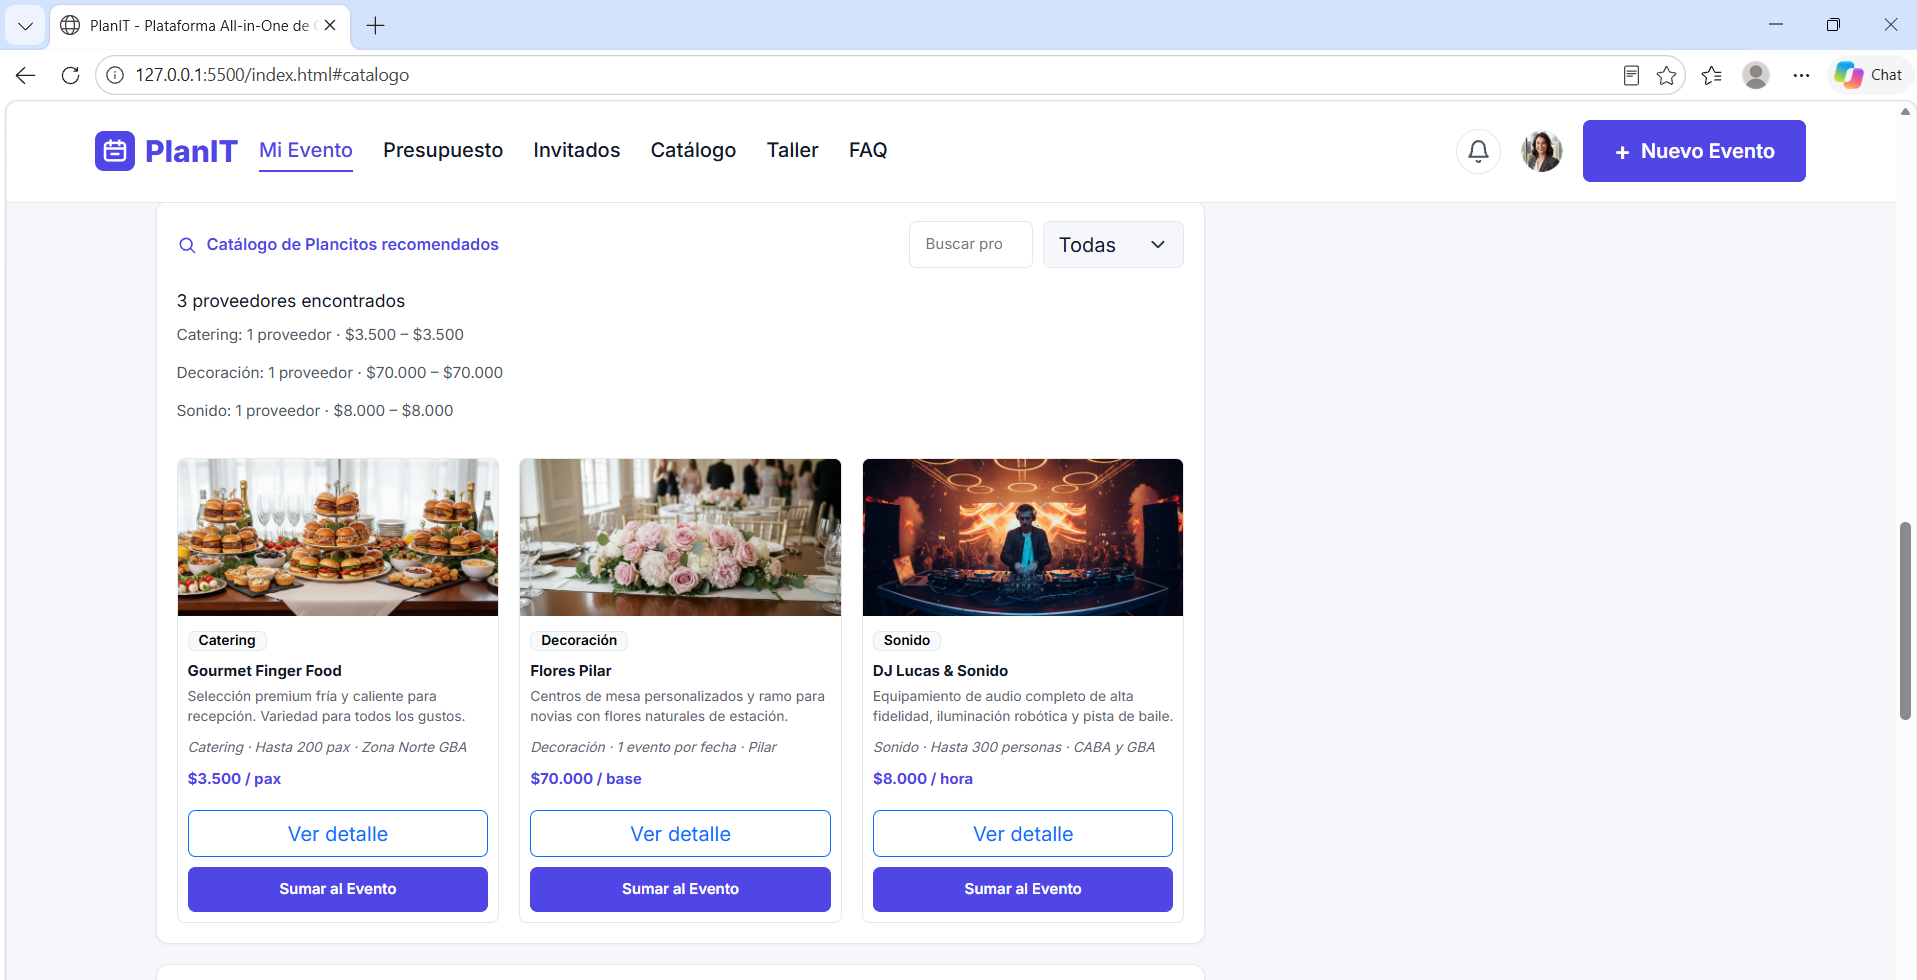 PlanIT - Plataforma All-in-One de
127.0.0.1:5500/index.html#catalogo
Chat
PlanIT
Mi Evento
Presupuesto
Invitados
Catálogo
Taller
FAQ
+ Nuevo Evento
Catálogo de Plancitos recomendados
Buscar pro
Todas
3 proveedores encontrados
Catering: 1 proveedor · $3.500 – $3.500
Decoración: 1 proveedor · $70.000 – $70.000
Sonido: 1 proveedor · $8.000 – $8.000
Catering
Gourmet Finger Food
Selección premium fría y caliente para
recepción. Variedad para todos los gustos.
Catering · Hasta 200 pax · Zona Norte GBA
$3.500 / pax
Ver detalle
Sumar al Evento
Decoración
Flores Pilar
Centros de mesa personalizados y ramo para
novias con flores naturales de estación.
Decoración · 1 evento por fecha · Pilar
$70.000 / base
Ver detalle
Sumar al Evento
Sonido
DJ Lucas & Sonido
Equipamiento de audio completo de alta
fidelidad, iluminación robótica y pista de baile.
Sonido · Hasta 300 personas · CABA y GBA
$8.000 / hora
Ver detalle
Sumar al Evento